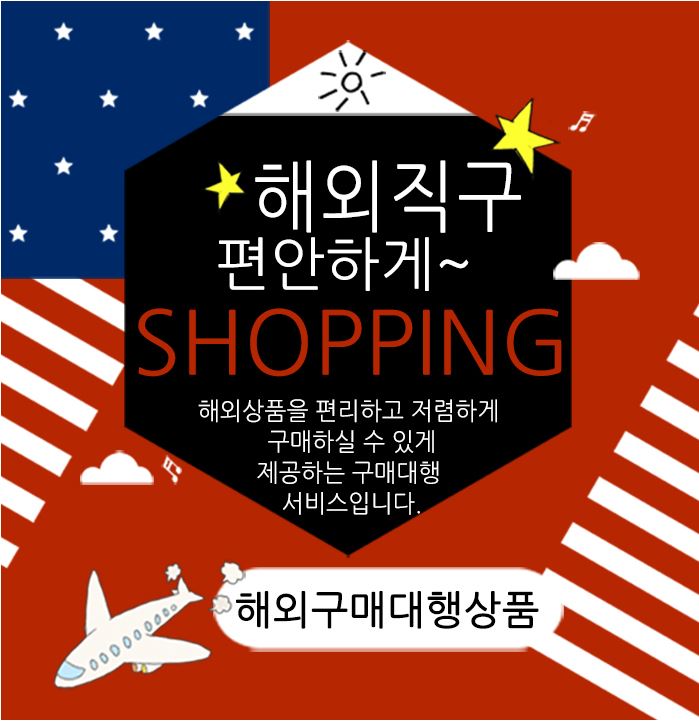 해외직구
편안하게~
SHOPPING
해외상품을 편리하고 저렴하게
구매하실 수 있게
제공하는 구매대행
서비스입니다.
해외구매대행상품